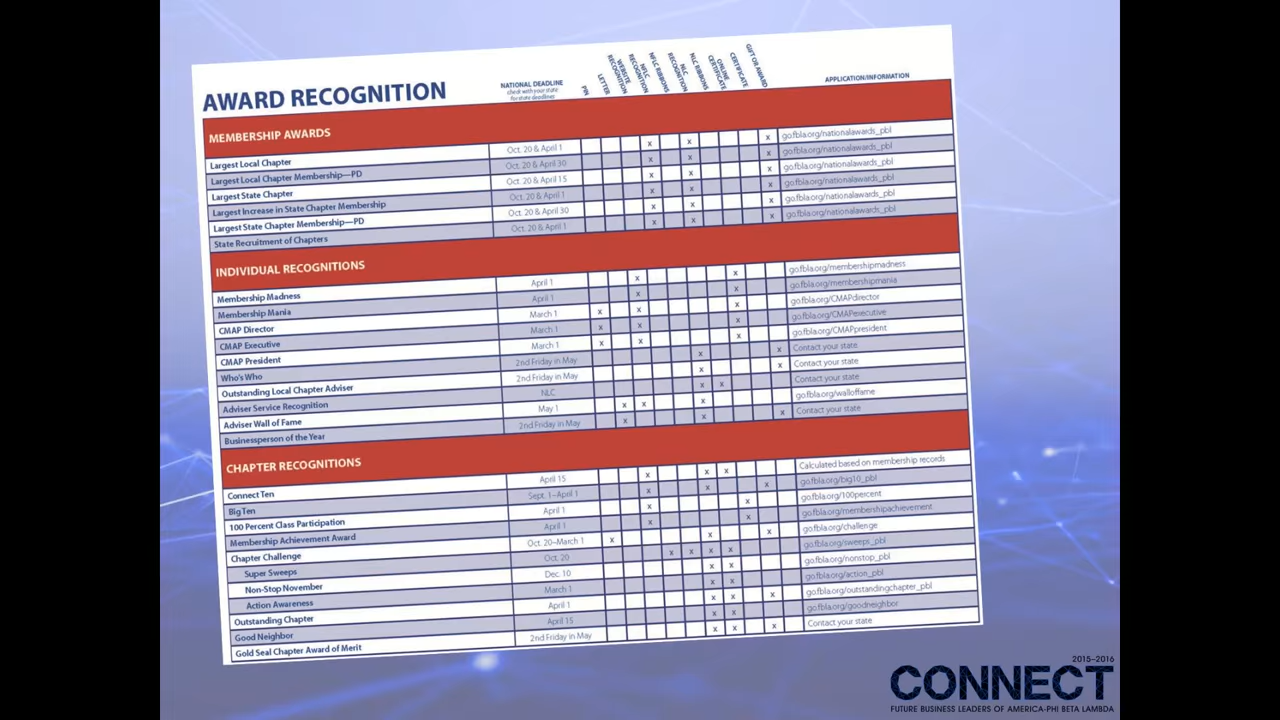 AWARD RECOGNITION
NATIONAL DEADLINE
check with your state
for state deadlines
PIN
LETTER
WEBSITE RECOGNITION
NFLC RECOGNITION
NFLC RIBBONS
NLC RECOGNITION
NLC RIBBONS
ONLINE CERTIFICATE
CERTIFICATE
GIFT OR AWARD
APPLICATION/INFORMATION
MEMBERSHIP AWARDS
Largest Local Chapter Oct. 20 & April 1 x x x go.fbla.org/nationalawards_pbl
Largest Local Chapter Membership—PD Oct. 20 & April 30 x x x go.fbla.org/nationalawards_pbl
Largest State Chapter Oct. 20 & April 15 x x x go.fbla.org/nationalawards_pbl
Largest Increase in State Chapter Membership Oct. 20 & April 1 x x x go.fbla.org/nationalawards_pbl
Largest State Chapter Membership—PD Oct. 20 & April 30 x x x go.fbla.org/nationalawards_pbl
State Recruitment of Chapters Oct. 20 & April 1 x x x go.fbla.org/nationalawards_pbl
INDIVIDUAL RECOGNITIONS
Membership Madness April 1 x x go.fbla.org/membershipmadness
Membership Mania April 1 x x go.fbla.org/membershipmania
CMAP Director March 1 x x x go.fbla.org/CMAPdirector
CMAP Executive March 1 x x x go.fbla.org/CMAPexecutive
CMAP President March 1 x x x go.fbla.org/CMAPpresident
Who's Who 2nd Friday in May x x Contact your state
Outstanding Local Chapter Adviser 2nd Friday in May x x Contact your state
Adviser Service Recognition NLC x x Contact your state
Adviser Wall of Fame May 1 x x x go.fbla.org/walloffame
Businessperson of the Year 2nd Friday in May x x x Contact your state
CHAPTER RECOGNITIONS
Connect Ten April 15 x x x Calculated based on membership records
Big Ten Sept. 1–April 1 x x x go.fbla.org/big10_pbl
100 Percent Class Participation April 1 x x go.fbla.org/100percent
Membership Achievement Award April 1 x x go.fbla.org/membershipachievement
Chapter Challenge Oct. 20–March 1 x x x go.fbla.org/challenge
Super Sweeps Oct. 20 x x x x go.fbla.org/sweeps_pbl
Non-Stop November Dec. 10 x x go.fbla.org/nonstop_pbl
Action Awareness March 1 x x go.fbla.org/action_pbl
Outstanding Chapter April 1 x x x go.fbla.org/outstandingchapter_pbl
Good Neighbor April 15 x x go.fbla.org/goodneighbor
Gold Seal Chapter Award of Merit 2nd Friday in May x x x Contact your state
2015–2016
CONNECT
FUTURE BUSINESS LEADERS OF AMERICA-PHI BETA LAMBDA